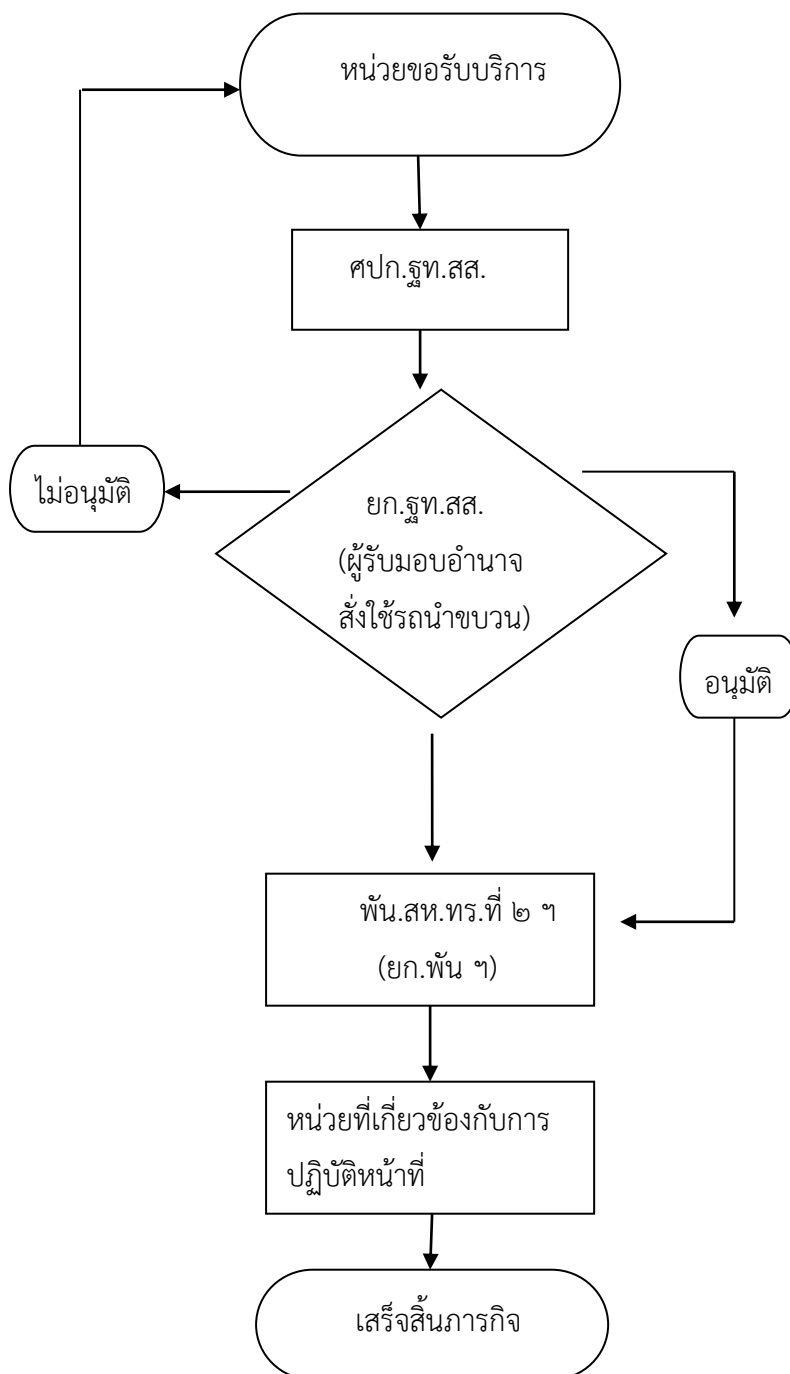 หน่วยขอรับบริการ
ศปก.ฐท.สส.
ไม่อนุมัติ
ยก.ฐท.สส.
(ผู้รับมอบอำนาจ
สั่งใช้รถนำขบวน)
อนุมัติ
พัน.สห.ทร.ที่ ๒ ฯ
(ยก.พัน ฯ)
หน่วยที่เกี่ยวข้องกับการ
ปฏิบัติหน้าที่
เสร็จสิ้นภารกิจ